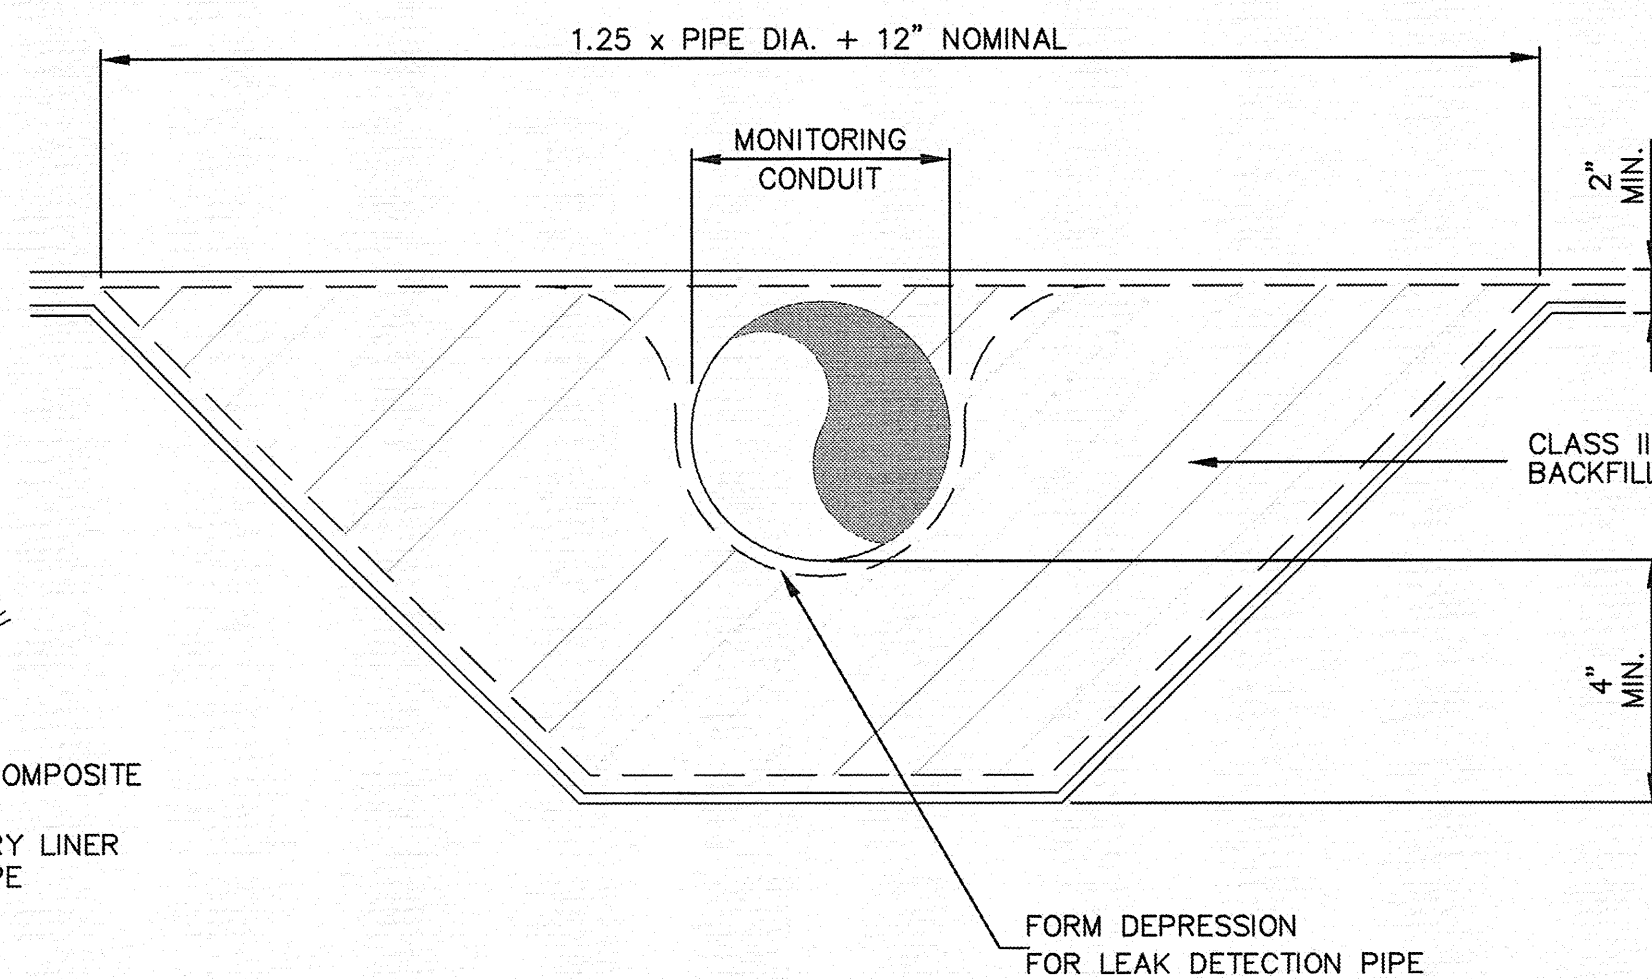 1.25 x PIPE DIA. + 12" NOMINAL
MONITORING
CONDUIT
2"
MIN.
CLASS II
BACKFILL
4"
MIN.
OMPOSITE
RY LINER
PE
FORM DEPRESSION
FOR LEAK DETECTION PIPE